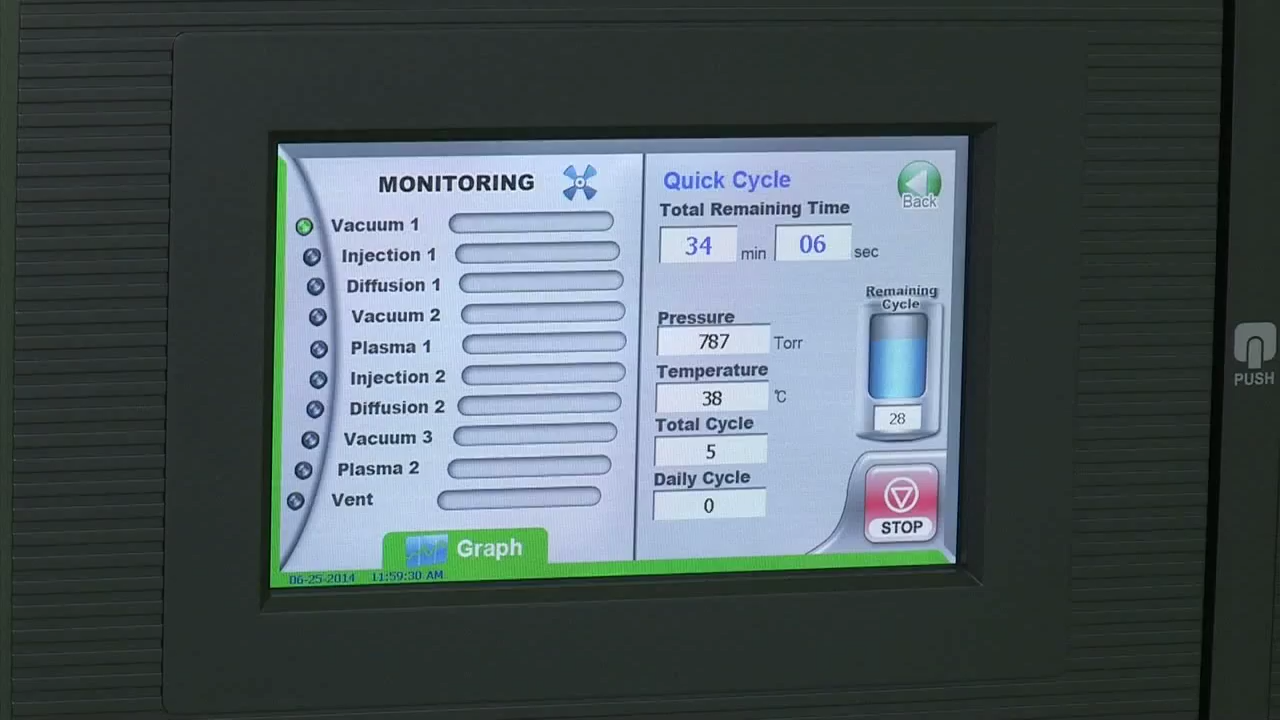 MONITORING
Vacuum 1
Injection 1
Diffusion 1
Vacuum 2
Plasma 1
Injection 2
Diffusion 2
Vacuum 3
Plasma 2
Vent
Graph
06-25-2014 11:59:30 AM
Quick Cycle
Back
Total Remaining Time
34 min 06 sec
Pressure
787 Torr
Temperature
38 ℃
Total Cycle
5
Daily Cycle
0
Remaining
Cycle
28
STOP
PUSH